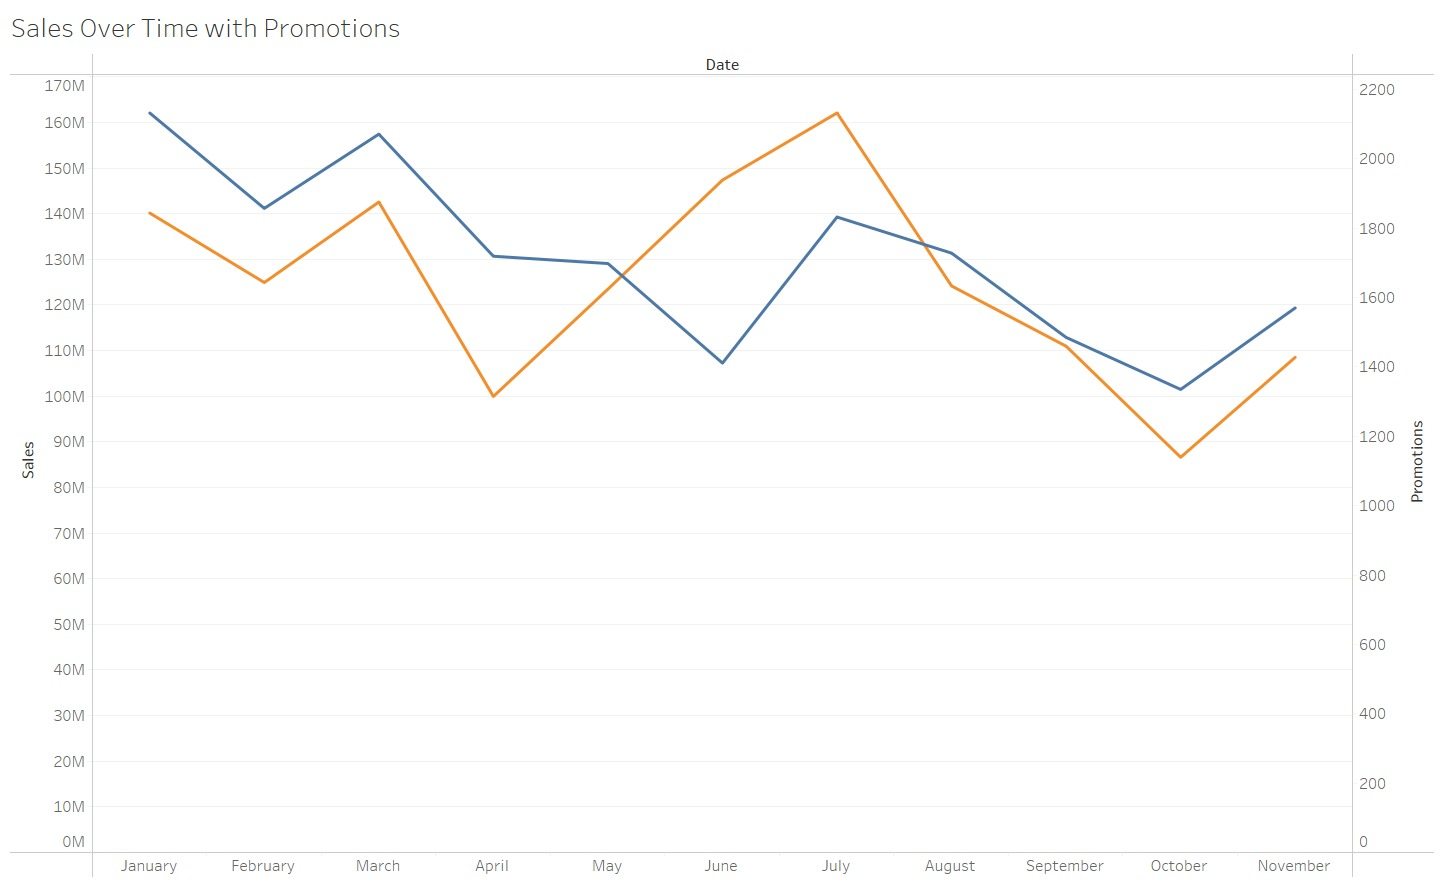 Sales Over Time with Promotions
Date
170M
160M
150M
140M
130M
120M
110M
100M
90M
80M
70M
60M
50M
40M
30M
20M
10M
0M
Sales
2200
2000
1800
1600
1400
1200
1000
800
600
400
200
0
Promotions
January February March April May June July August September October November